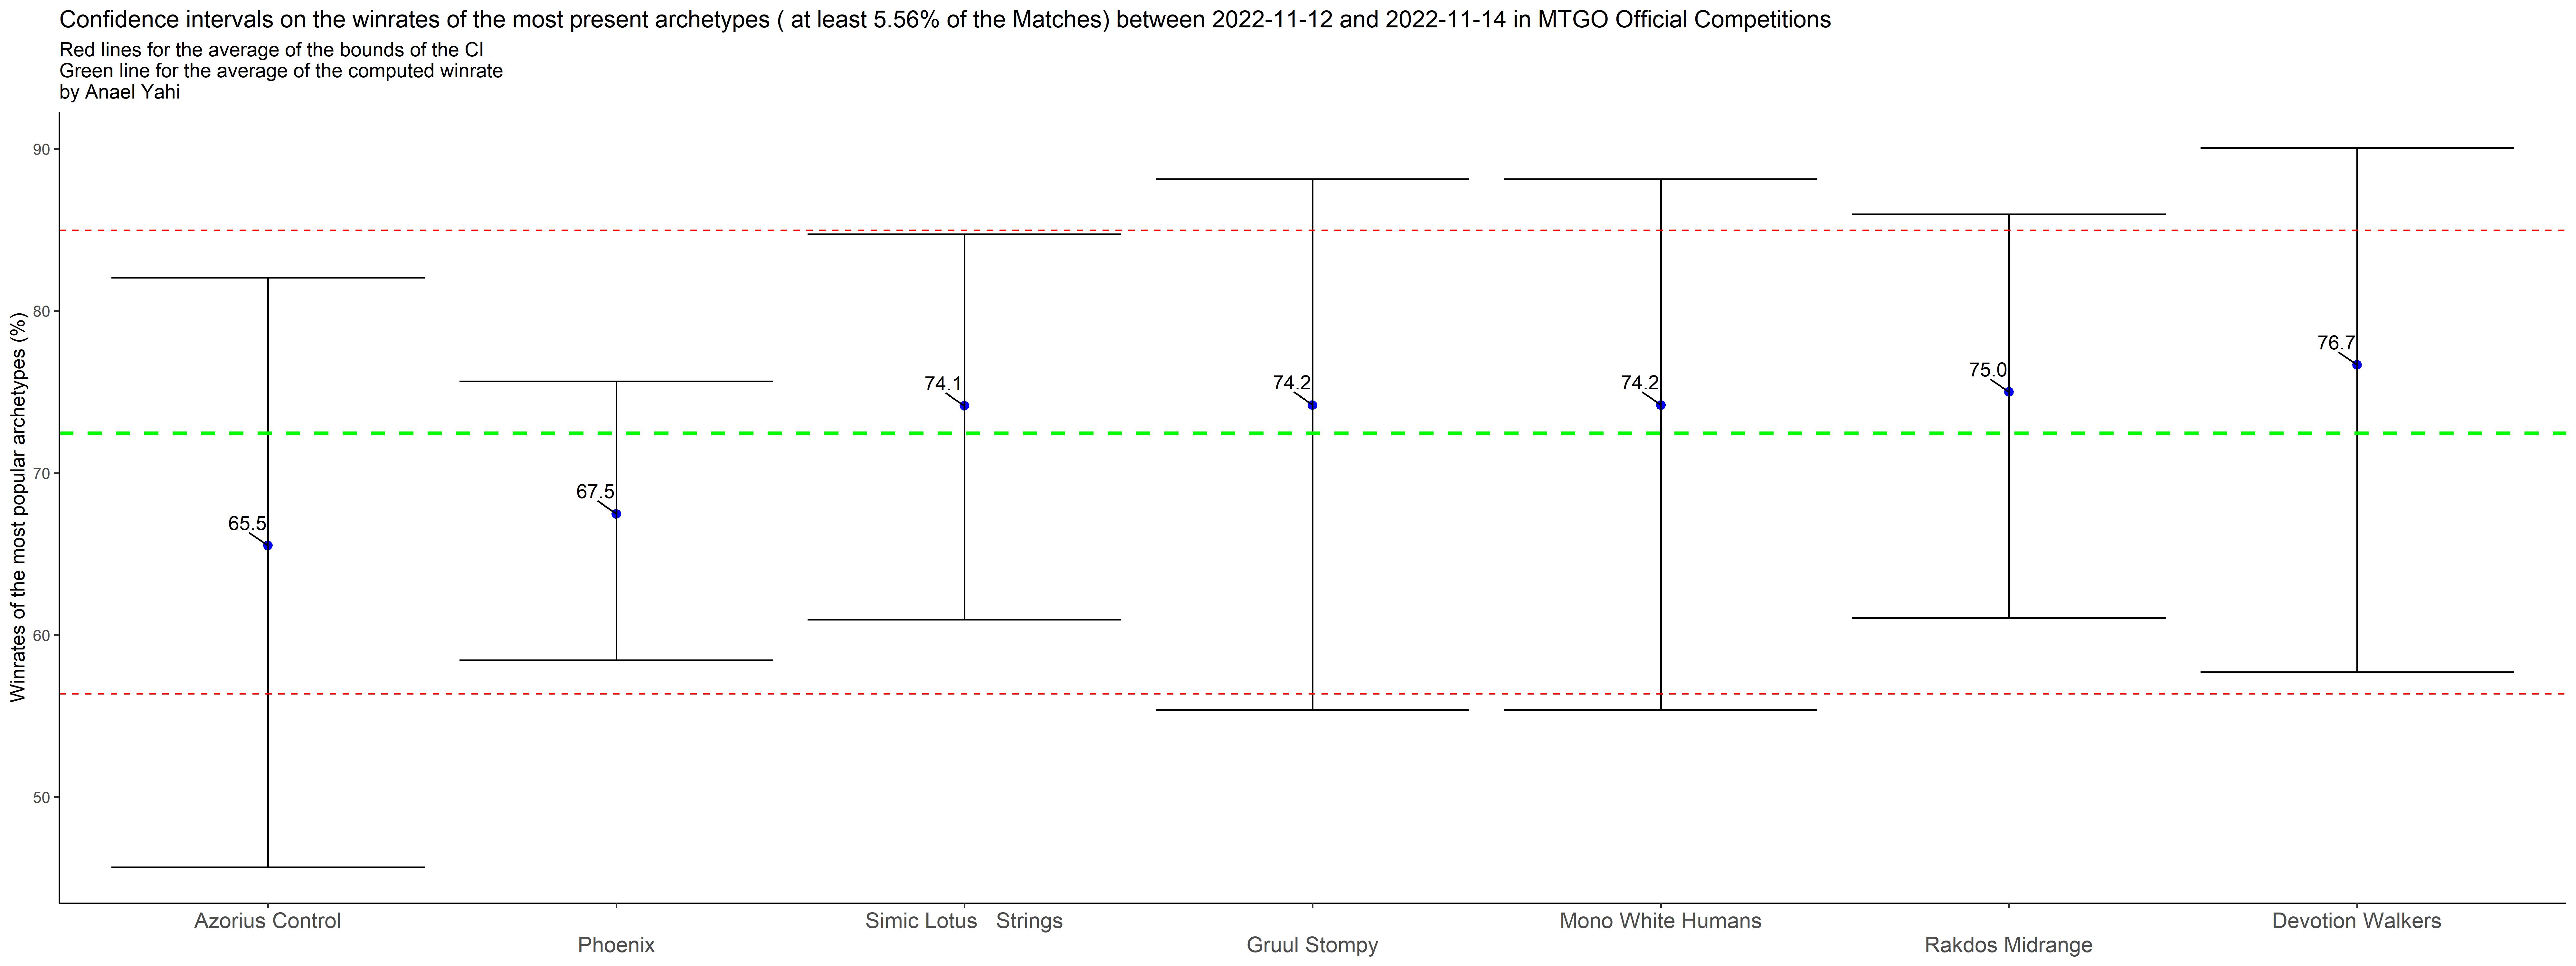 Confidence intervals on the winrates of the most present archetypes ( at least 5.56% of the Matches) between 2022-11-12 and 2022-11-14 in MTGO Official Competitions
Red lines for the average of the bounds of the CI
Green line for the average of the computed winrate
by Anael Yahi
Winrates of the most popular archetypes (%)
90
80
70
60
50
65.5
67.5
74.1
74.2
74.2
75.0
76.7
Azorius Control
Phoenix
Simic Lotus   Strings
Gruul Stompy
Mono White Humans
Rakdos Midrange
Devotion Walkers